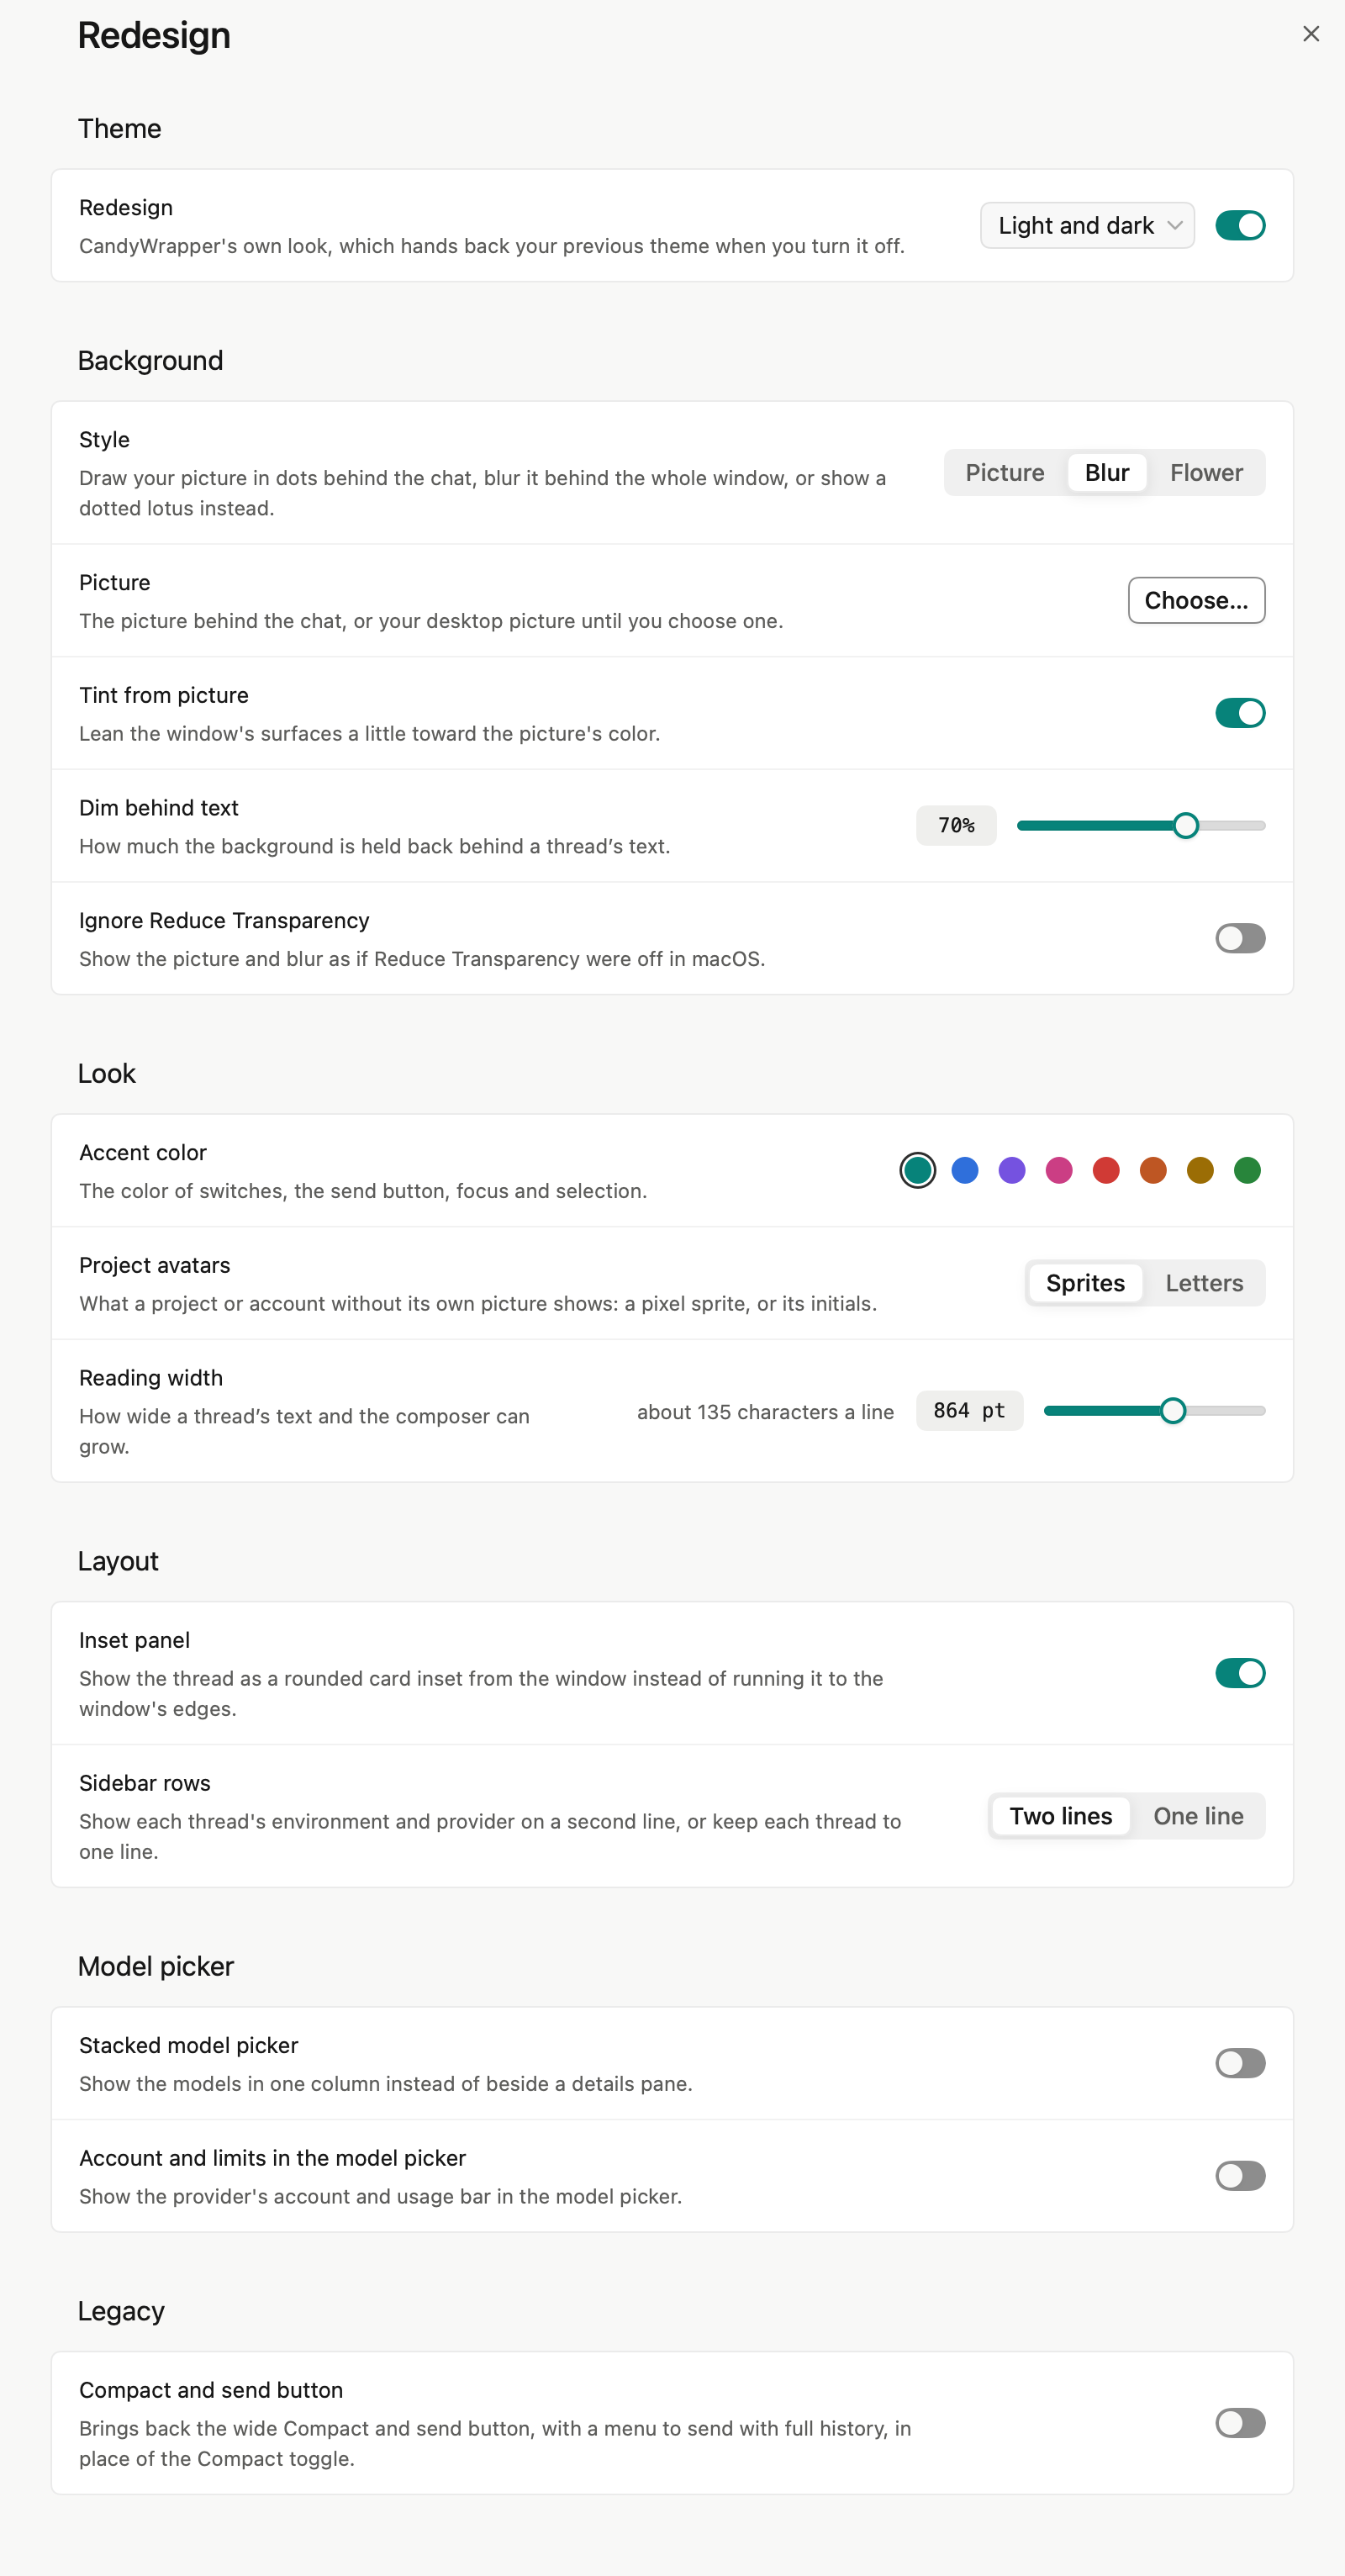 Redesign
Theme
Redesign
CandyWrapper's own look, which hands back your previous theme when you turn it off.
Light and dark
Background
Style
Draw your picture in dots behind the chat, blur it behind the whole window, or show a
dotted lotus instead.
Picture Blur Flower
Picture
The picture behind the chat, or your desktop picture until you choose one.
Choose...
Tint from picture
Lean the window's surfaces a little toward the picture's color.
Dim behind text
How much the background is held back behind a thread’s text.
70%
Ignore Reduce Transparency
Show the picture and blur as if Reduce Transparency were off in macOS.
Look
Accent color
The color of switches, the send button, focus and selection.
Project avatars
What a project or account without its own picture shows: a pixel sprite, or its initials.
Sprites Letters
Reading width
How wide a thread’s text and the composer can
grow.
about 135 characters a line
864 pt
Layout
Inset panel
Show the thread as a rounded card inset from the window instead of running it to the
window's edges.
Sidebar rows
Show each thread's environment and provider on a second line, or keep each thread to
one line.
Two lines One line
Model picker
Stacked model picker
Show the models in one column instead of beside a details pane.
Account and limits in the model picker
Show the provider's account and usage bar in the model picker.
Legacy
Compact and send button
Brings back the wide Compact and send button, with a menu to send with full history, in
place of the Compact toggle.